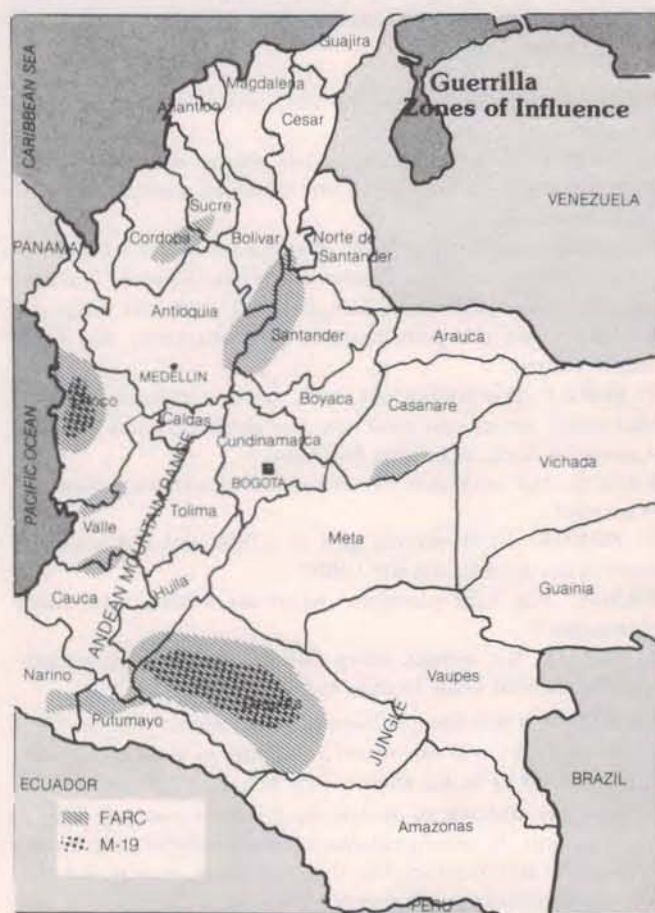 Guerrilla
Zones of Influence
CARIBBEAN SEA
Guajira
Magdalena
Atlantico
Cesar
VENEZUELA
Sucre
PANAMA
Cordoba
Bolivar
Norte de
Santander
Antioquia
Santander
Arauca
MEDELLIN
Boyaca
Casanare
Caldas
Cundinamarca
PACIFIC OCEAN
BOGOTA
Vichada
Valle
Tolima
ANDEAN MOUNTAIN RANGE
Meta
Huila
Cauca
Guainia
Narino
Vaupes
Putumayo
JUNGLE
ECUADOR
BRAZIL
FARC
M-19
Amazonas
PERU